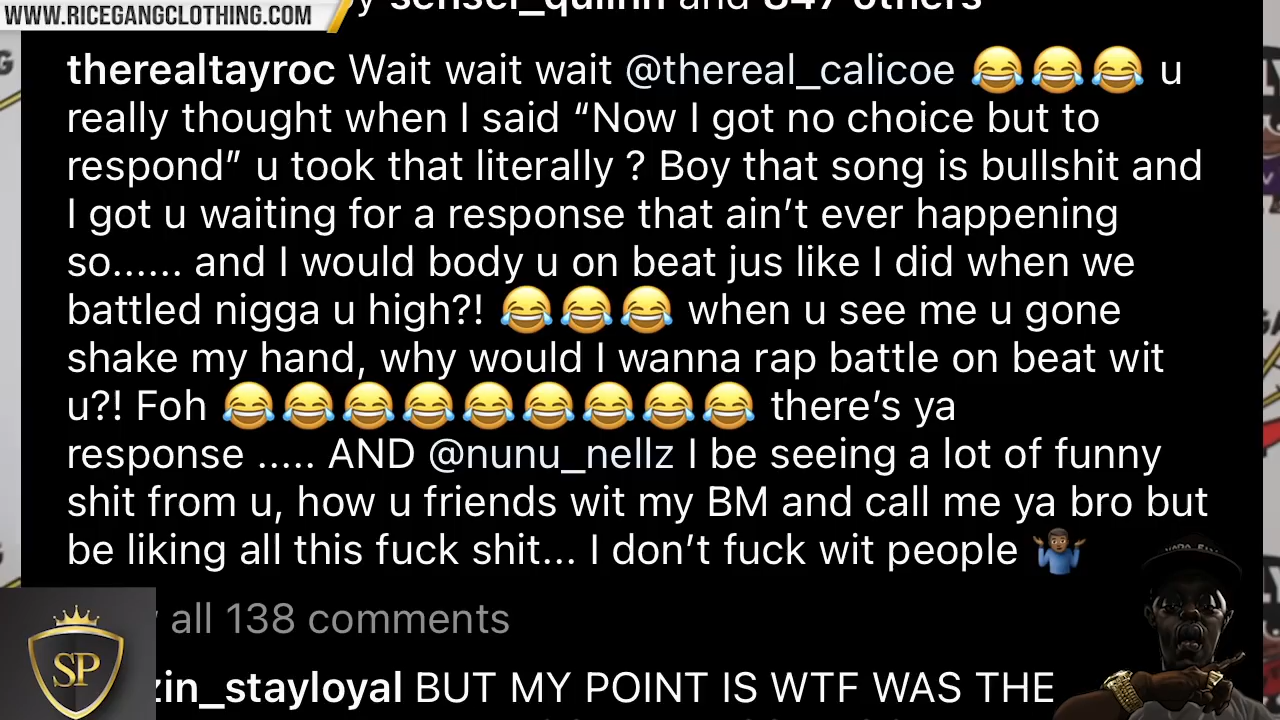 WWW.RICEGANGCLOTHING.COM
y sensei_quiinn and 847 others
therealtayroc Wait wait wait @thereal_calicoe 😂😂😂 u
really thought when I said “Now I got no choice but to
respond” u took that literally ? Boy that song is bullshit and
I got u waiting for a response that ain’t ever happening
so...... and I would body u on beat jus like I did when we
battled nigga u high?! 😂😂😂 when u see me u gone
shake my hand, why would I wanna rap battle on beat wit
u?! Foh 😂😂😂😂😂😂😂😂😂 there’s ya
response ..... AND @nunu_nellz I be seeing a lot of funny
shit from u, how u friends wit my BM and call me ya bro but
be liking all this fuck shit... I don’t fuck wit people 🤷🏾‍♂️
all 138 comments
zin_stayloyal BUT MY POINT IS WTF WAS THE
SP